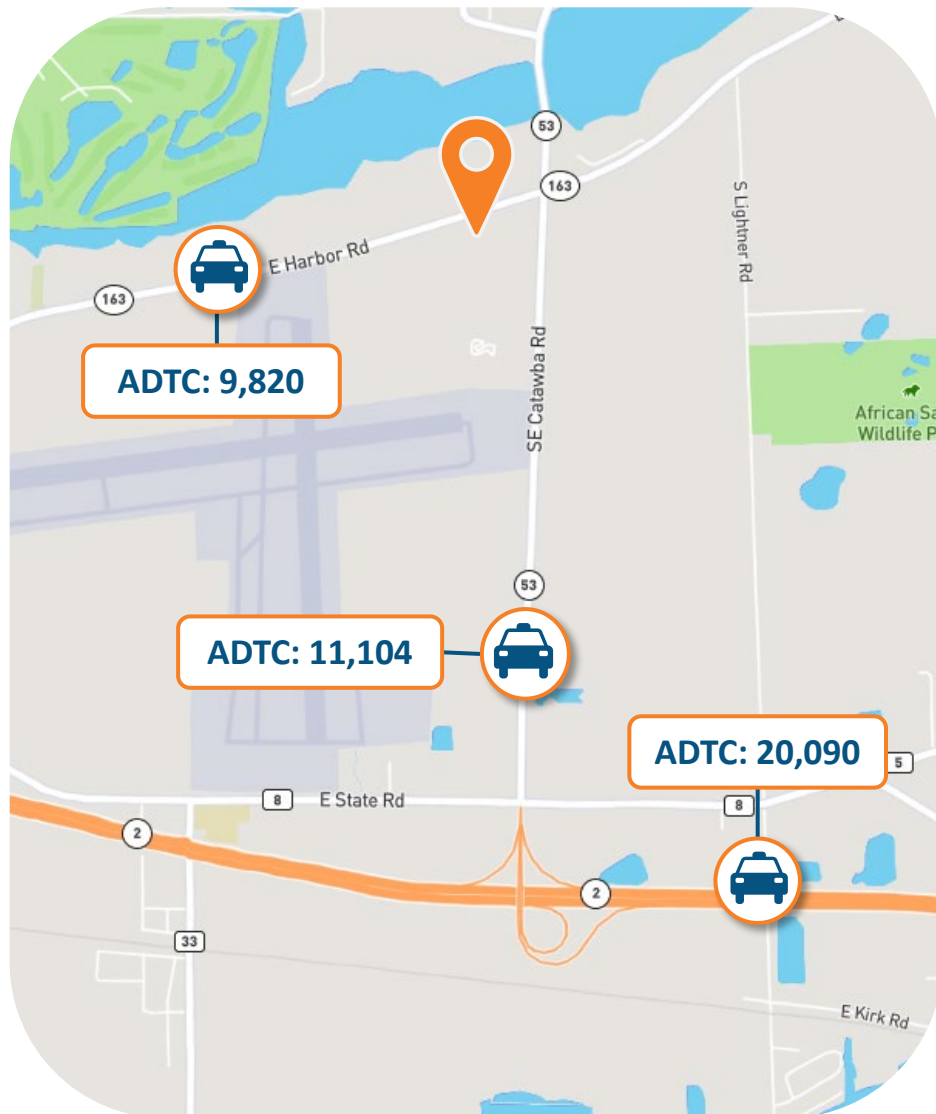 53
163
E Harbor Rd
163
S Lightner Rd
ADTC: 9,820
SE Catawba Rd
African Sa
Wildlife P
53
ADTC: 11,104
ADTC: 20,090
5
8
E State Rd
8
2
2
33
E Kirk Rd